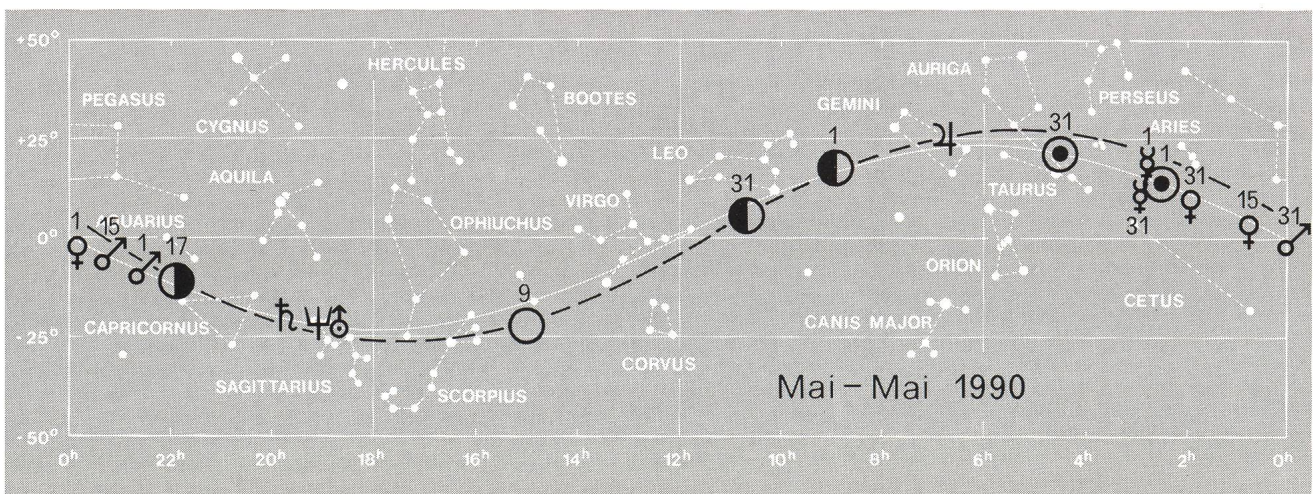 +50°
HERCULES
AURIGA
PEGASUS
BOOTES
GEMINI
PERSEUS
CYGNUS
+25°
1
31
1
ARIES
LEO
AQUILA
31
1
31
TAURUS
VIRGO
15
1
15
AQUARIUS
1
17
OPHIUCHUS
31
31
0°
ORION
9
CETUS
CAPRICORNUS
CANIS MAJOR
-25°
CORVUS
SAGITTARIUS
SCORPIUS
Mai – Mai 1990
-50°
0h 22h 20h 18h 16h 14h 12h 10h 8h 6h 4h 2h 0h